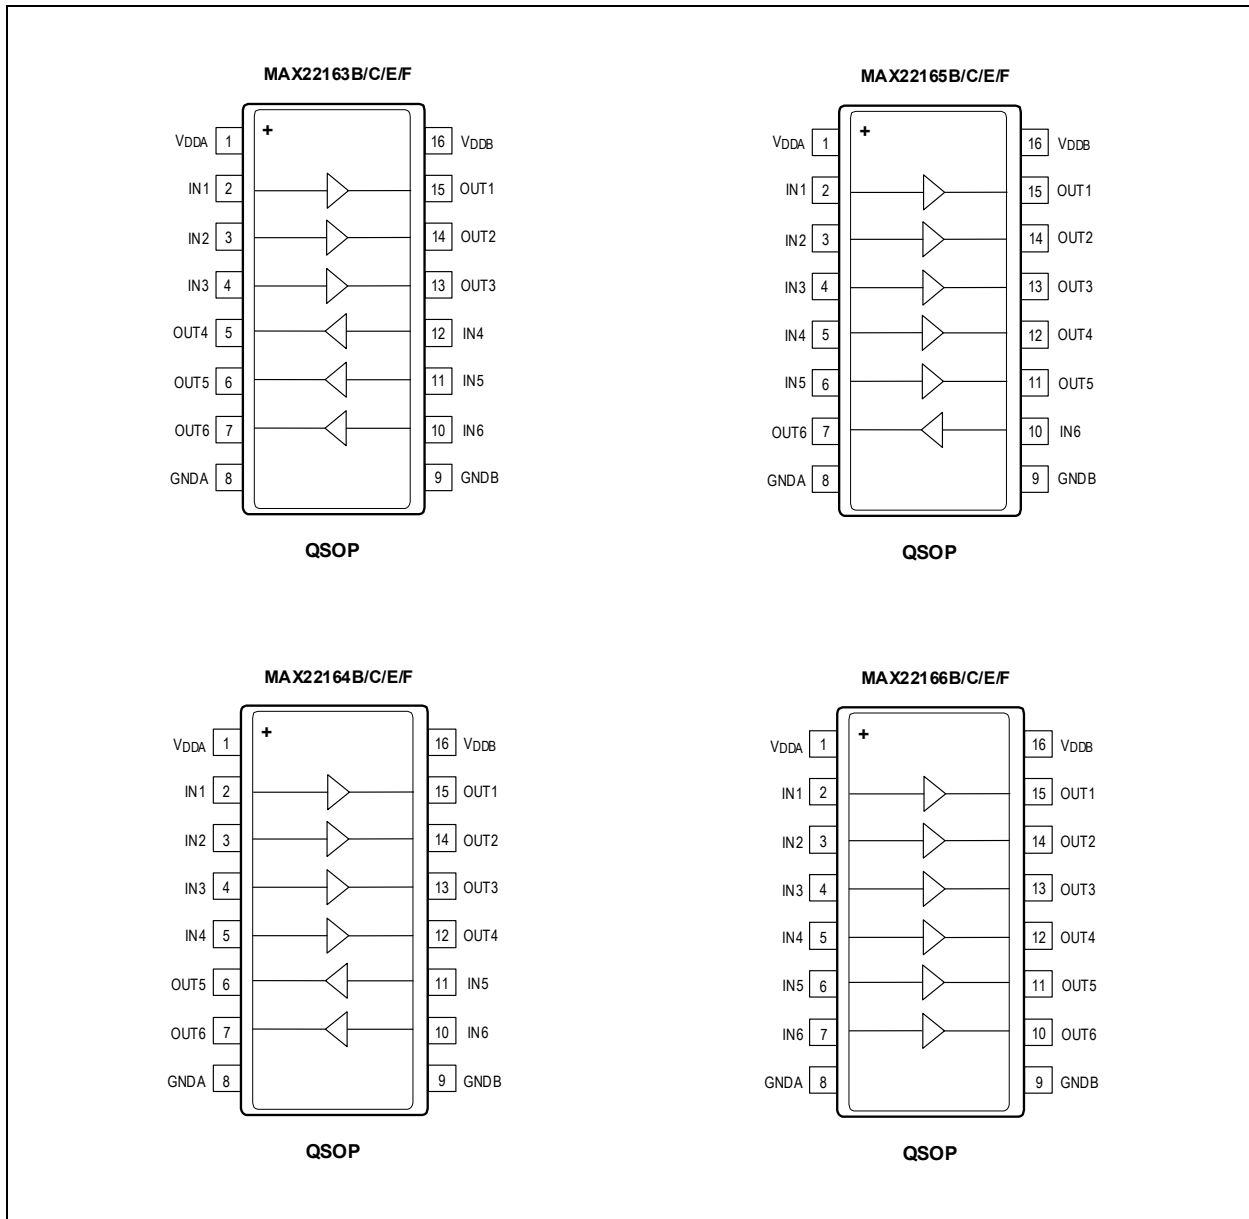 MAX22163B/C/E/F
+
VDDA 1 16 VDDB
IN1 2 15 OUT1
IN2 3 14 OUT2
IN3 4 13 OUT3
OUT4 5 12 IN4
OUT5 6 11 IN5
OUT6 7 10 IN6
GNDA 8 9 GNDB
QSOP
MAX22165B/C/E/F
+
VDDA 1 16 VDDB
IN1 2 15 OUT1
IN2 3 14 OUT2
IN3 4 13 OUT3
IN4 5 12 OUT4
IN5 6 11 OUT5
OUT6 7 10 IN6
GNDA 8 9 GNDB
QSOP
MAX22164B/C/E/F
+
VDDA 1 16 VDDB
IN1 2 15 OUT1
IN2 3 14 OUT2
IN3 4 13 OUT3
IN4 5 12 OUT4
OUT5 6 11 IN5
OUT6 7 10 IN6
GNDA 8 9 GNDB
QSOP
MAX22166B/C/E/F
+
VDDA 1 16 VDDB
IN1 2 15 OUT1
IN2 3 14 OUT2
IN3 4 13 OUT3
IN4 5 12 OUT4
IN5 6 11 OUT5
IN6 7 10 OUT6
GNDA 8 9 GNDB
QSOP